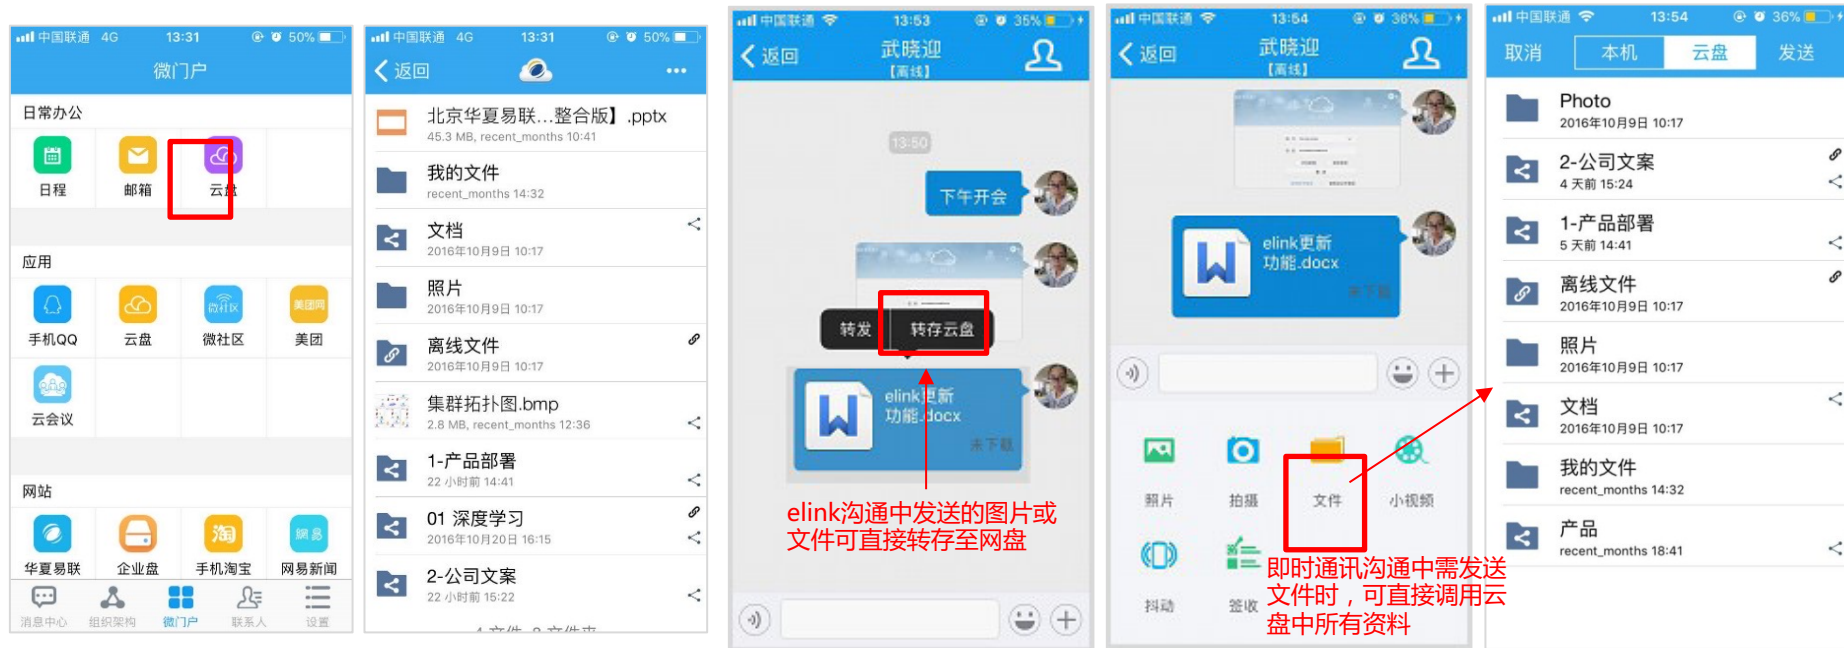 中国联通 4G 13:31 50%
微门户
日常办公
日程 邮箱 云盘
应用
手机QQ 云盘 微社区 美团
微社区 美团网
云会议
网站
淘 網易
华夏易联 企业盘 手机淘宝 网易新闻
消息中心 组织架构 微门户 联系人 设置
中国联通 4G 13:31 50%
返回
北京华夏易联...整合版】.pptx
45.3 MB, recent_months 10:41
我的文件
recent_months 14:32
文档
2016年10月9日 10:17
照片
2016年10月9日 10:17
离线文件
2016年10月9日 10:17
集群拓扑图.bmp
2.8 MB, recent_months 12:36
1-产品部署
22 小时前 14:41
01 深度学习
2016年10月20日 16:15
2-公司文案
22 小时前 15:22
中国联通 13:53 35%
返回 武晓迎
【离线】
13:50
下午开会
转发 转存云盘
elink更新
功能.docx
未下载
elink沟通中发送的图片或
文件可直接转存至网盘
中国联通 13:54 36%
返回 武晓迎
【离线】
elink更新
功能.docx
未下载
照片 拍摄 文件 小视频
抖动 签收
即时通讯沟通中需发送
文件时，可直接调用云
盘中所有资料
中国联通 13:54 36%
取消 本机 云盘 发送
Photo
2016年10月9日 10:17
2-公司文案
4 天前 15:24
1-产品部署
5 天前 14:41
离线文件
2016年10月9日 10:17
照片
2016年10月9日 10:17
文档
2016年10月9日 10:17
我的文件
recent_months 14:32
产品
recent_months 18:41